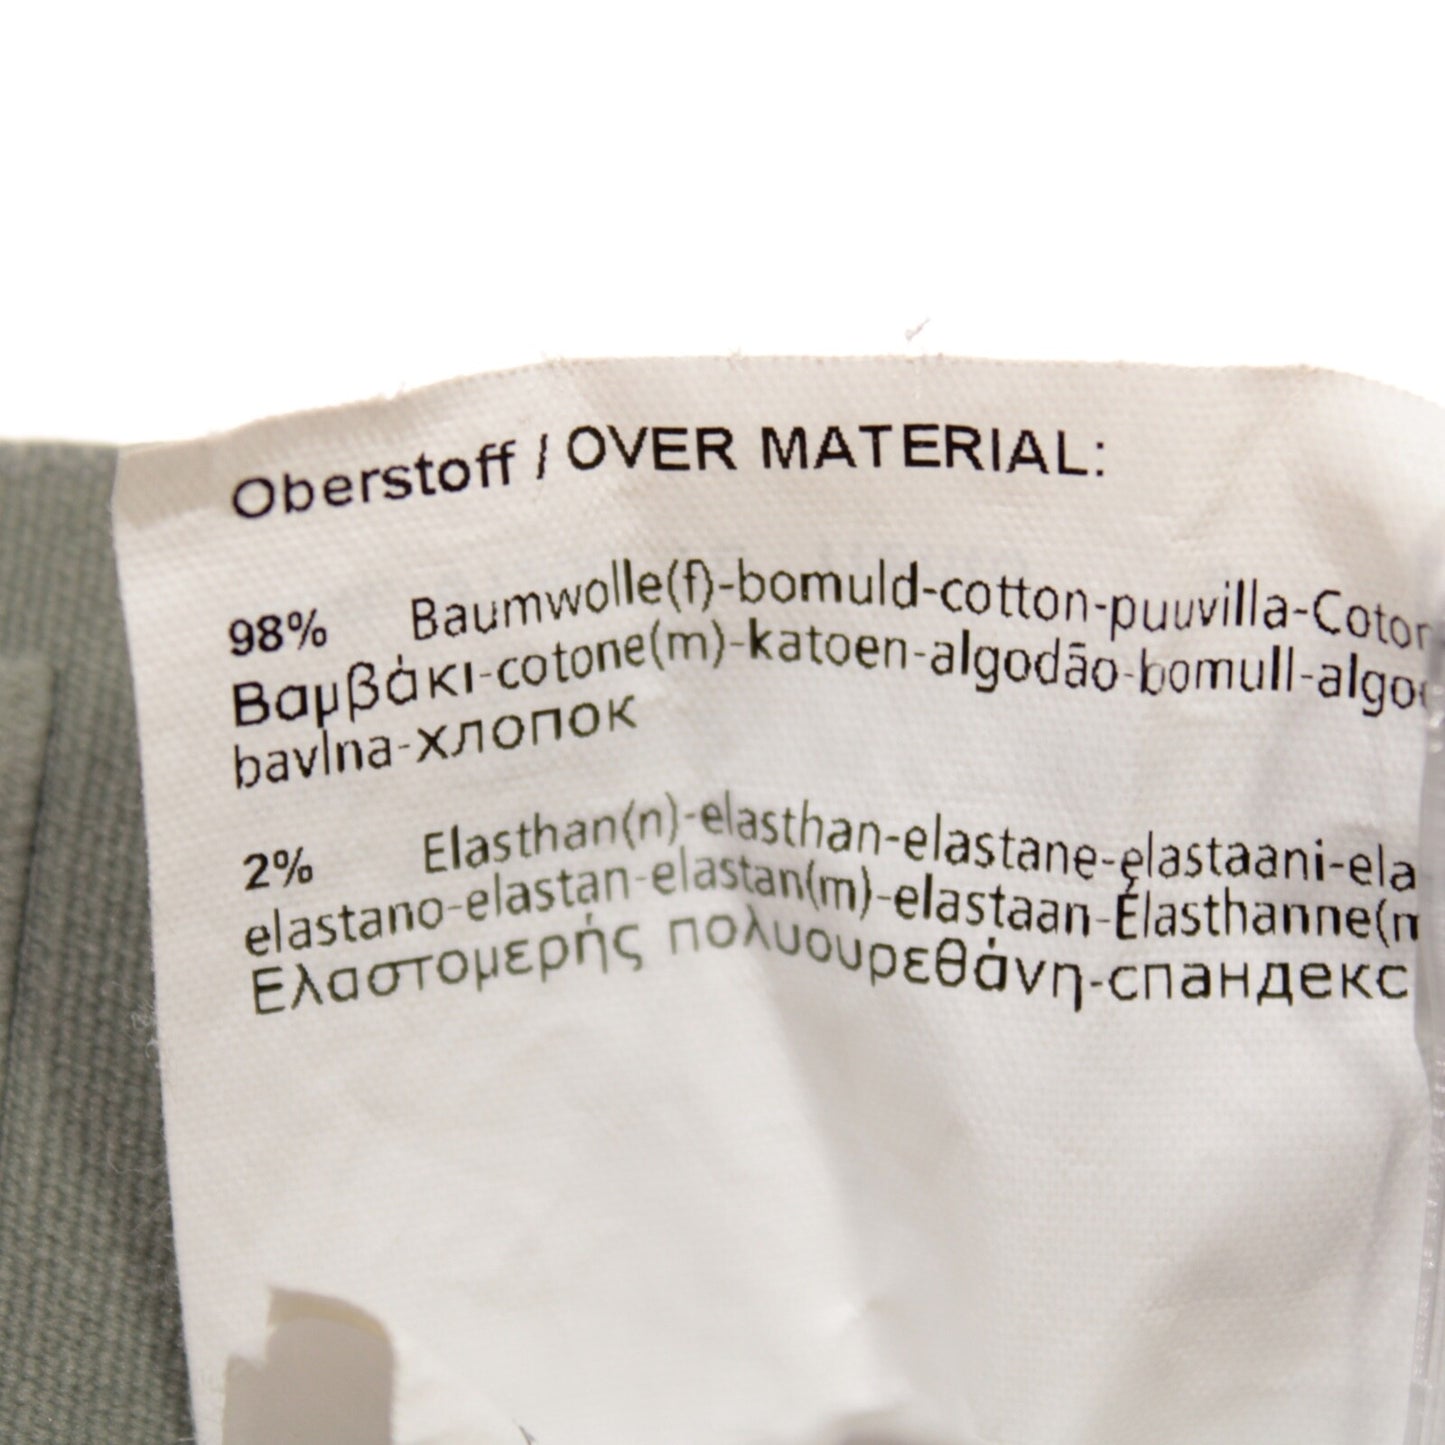 Oberstoff / OVER MATERIAL:
98% Baumwolle(f)-bomuld-cotton-puuvilla-Coton
Βαμβάκι-cotone(m)-katoen-algodão-bomull-algo
bavlna-хлопок
2% Elasthan(n)-elasthan-elastane-elastaani-ela
elastano-elastan-elastan(m)-elastaan-Élasthanne(m
Ελαστομερής πολυουρεθάνη-спандекс